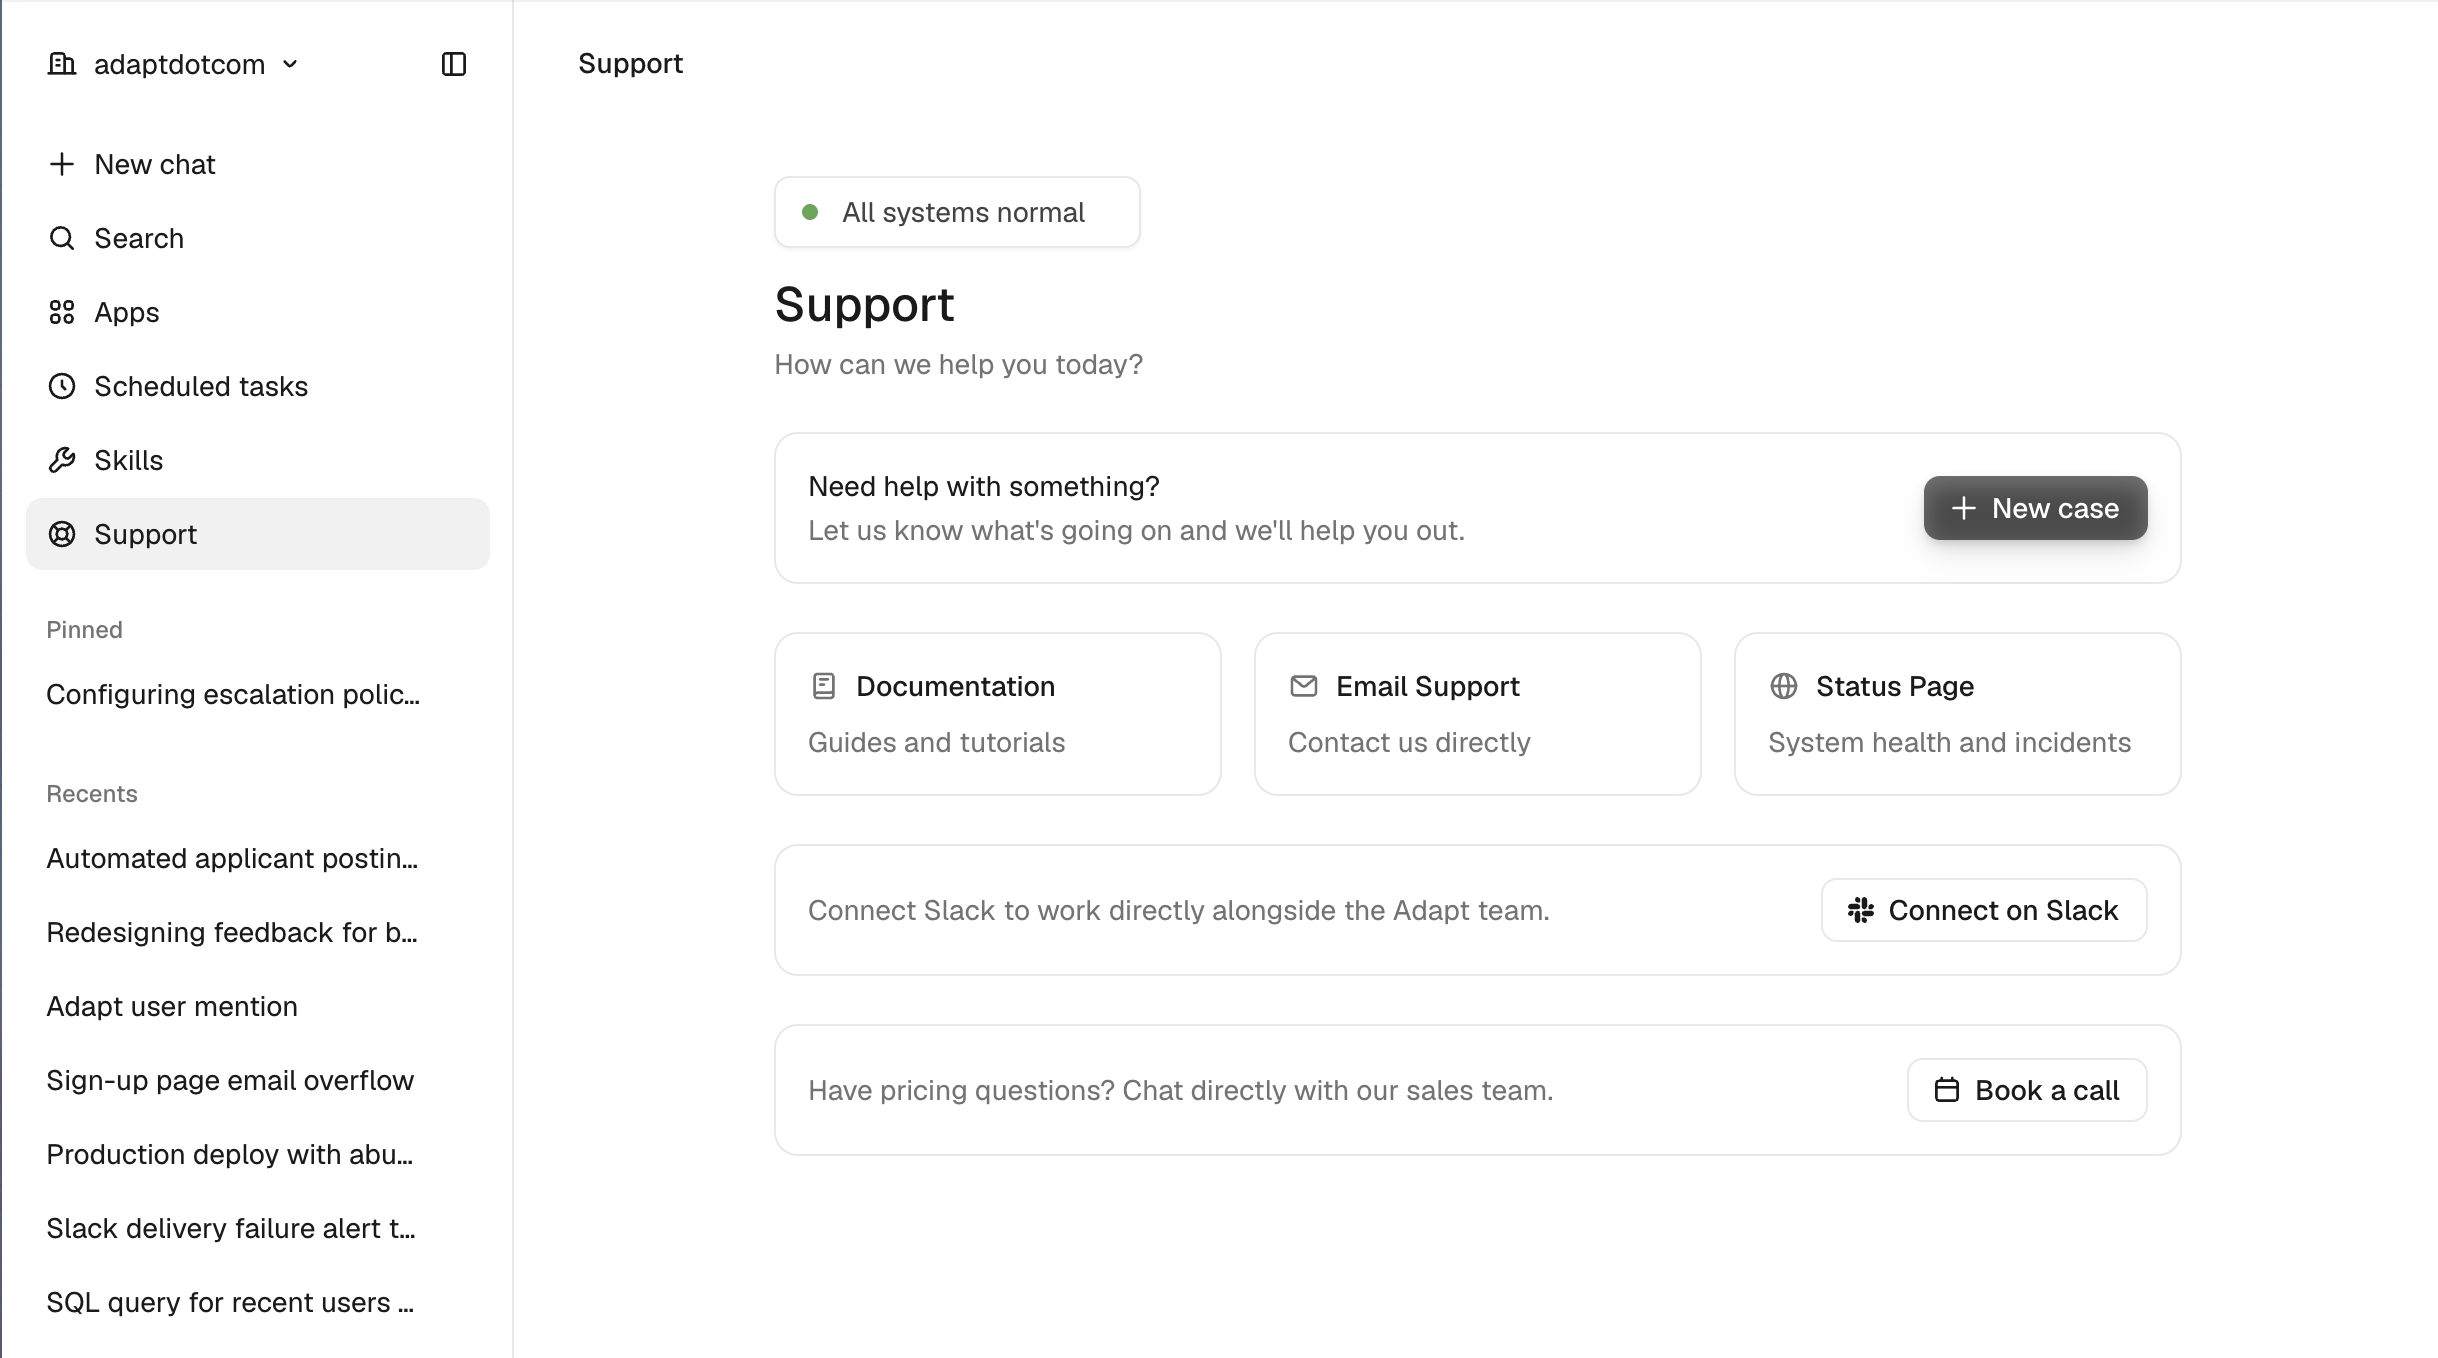 adaptdotcom
New chat
Search
Apps
Scheduled tasks
Skills
Support
Pinned
Configuring escalation polic...
Recents
Automated applicant postin...
Redesigning feedback for b...
Adapt user mention
Sign-up page email overflow
Production deploy with abu...
Slack delivery failure alert t...
SQL query for recent users ...
Support
All systems normal
Support
How can we help you today?
Need help with something?
Let us know what's going on and we'll help you out.
New case
Documentation
Guides and tutorials
Email Support
Contact us directly
Status Page
System health and incidents
Connect Slack to work directly alongside the Adapt team.
Connect on Slack
Have pricing questions? Chat directly with our sales team.
Book a call